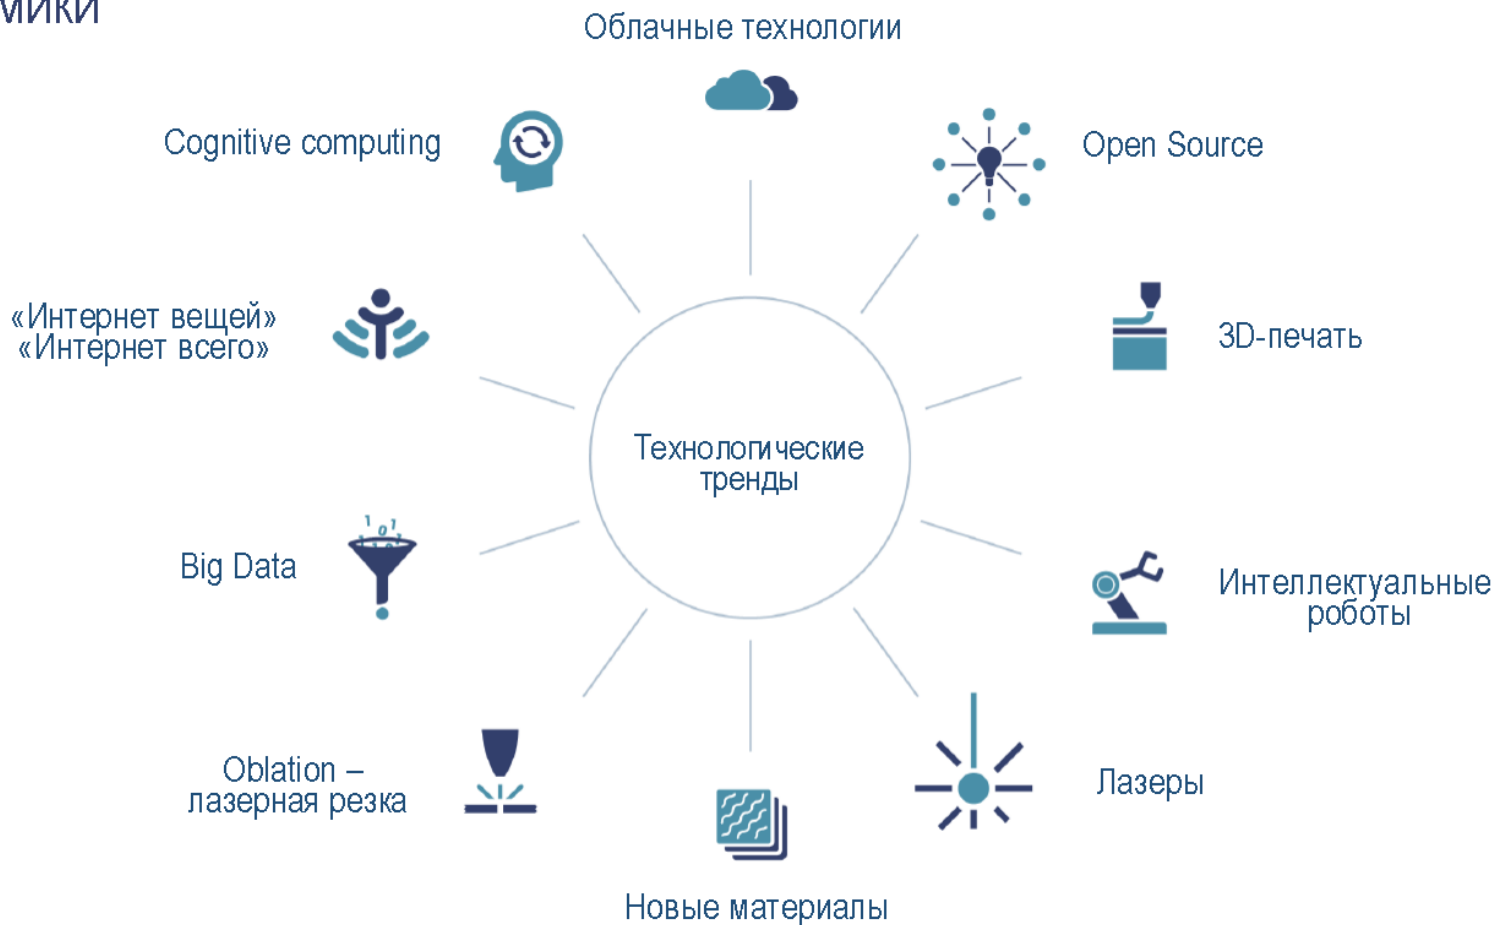 МИКИ
Облачные технологии
Cognitive computing
Open Source
«Интернет вещей»
«Интернет всего»
3D-печать
Технологические
тренды
Big Data
Интеллектуальные
роботы
Oblation –
лазерная резка
Лазеры
Новые материалы